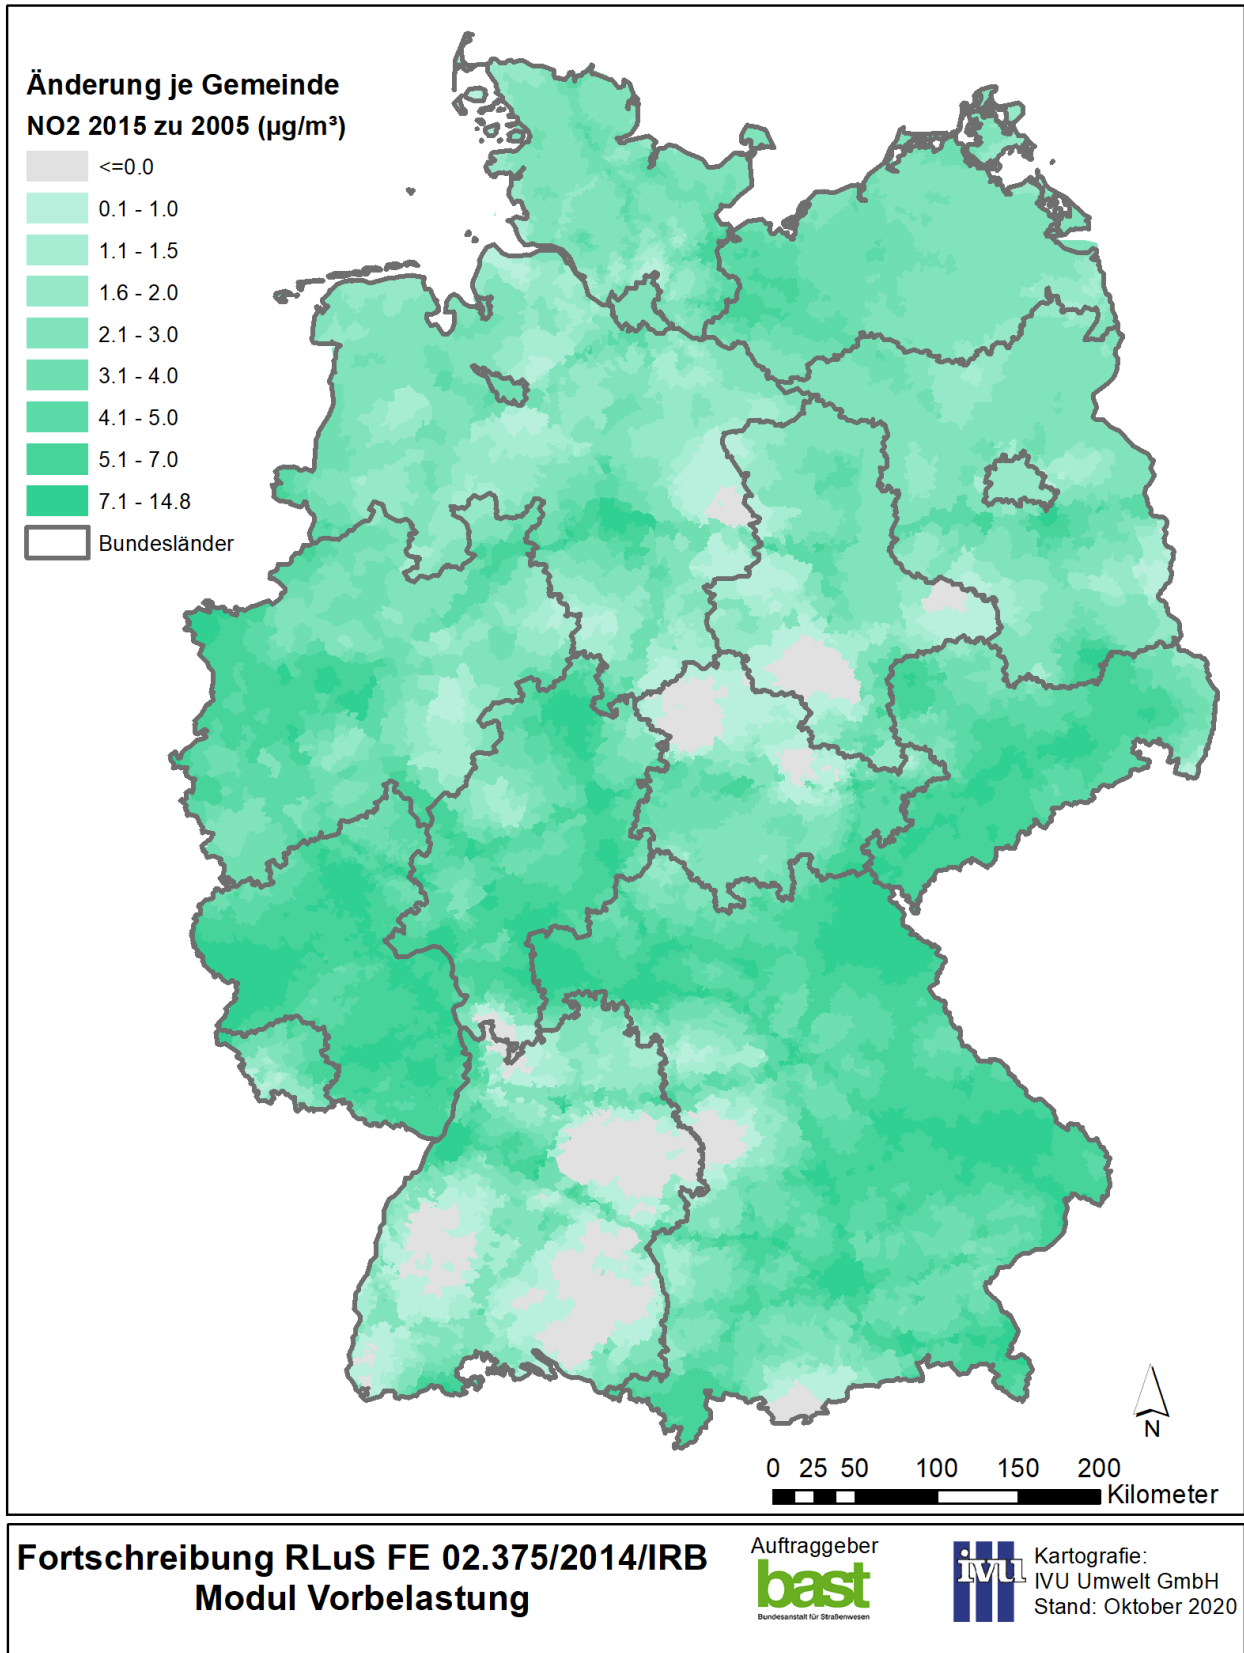 Änderung je Gemeinde
NO2 2015 zu 2005 (µg/m³)
<=0.0
0.1 - 1.0
1.1 - 1.5
1.6 - 2.0
2.1 - 3.0
3.1 - 4.0
4.1 - 5.0
5.1 - 7.0
7.1 - 14.8
Bundesländer
N
0 25 50 100 150 200
Kilometer
Fortschreibung RLuS FE 02.375/2014/IRB
Modul Vorbelastung
Auftraggeber
bast
Bundesanstalt für Straßenwesen
ivu
Kartografie:
IVU Umwelt GmbH
Stand: Oktober 2020